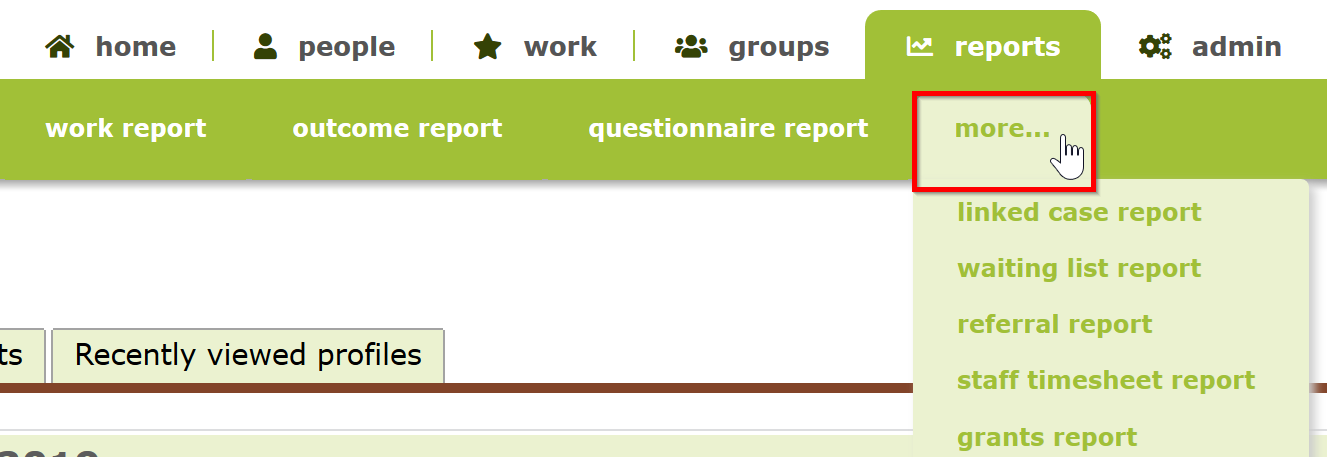 home people work groups reports admin
work report outcome report questionnaire report more...
linked case report
waiting list report
referral report
staff timesheet report
grants report
ts Recently viewed profiles